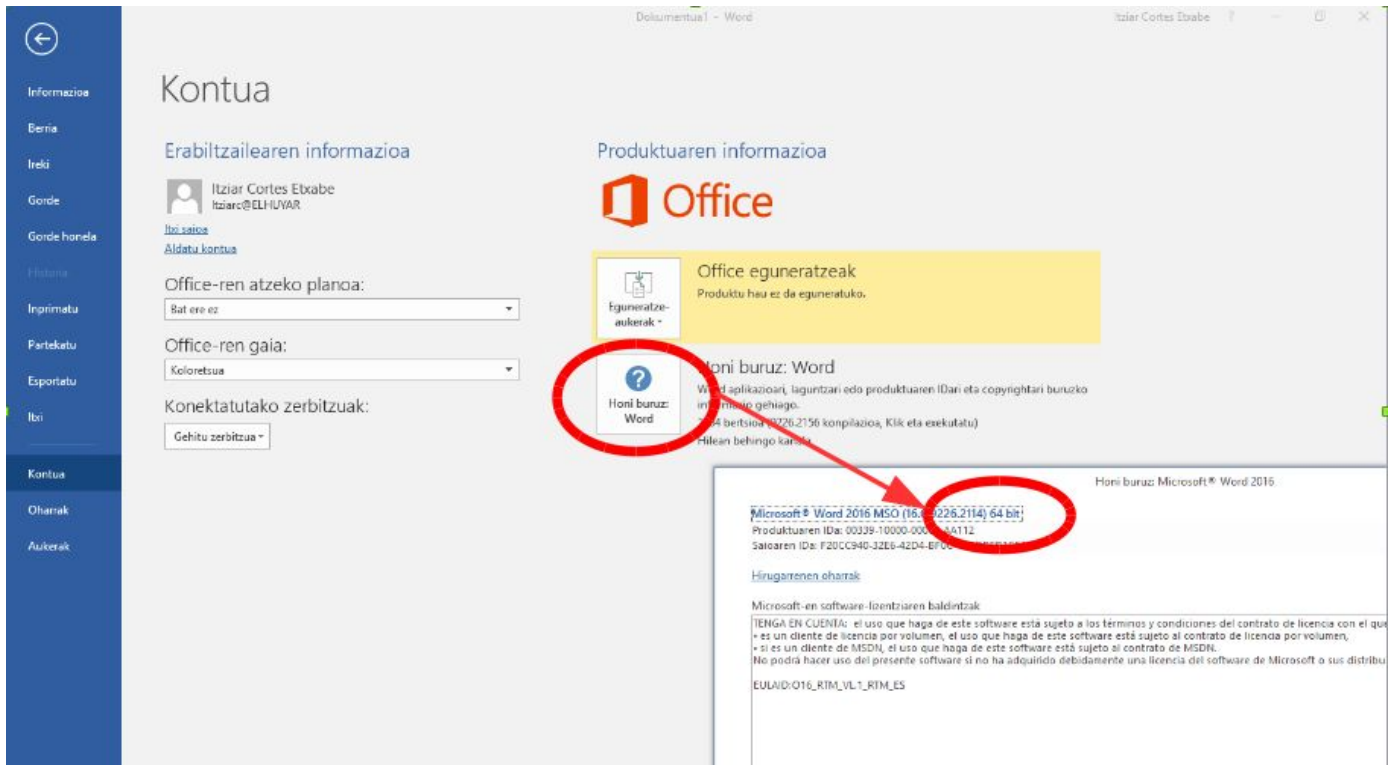 Dokumentua1 - Word
Itziar Cortes Etxabe ?
Informazioa
Berria
Ireki
Gorde
Gorde honela
Historia
Inprimatu
Partekatu
Esportatu
Itxi
Kontua
Oharrak
Aukerak
Kontua
Erabiltzailearen informazioa
Itziar Cortes Etxabe
Itziarc@ELHUYAR
Itxi saioa
Aldatu kontua
Office-ren atzeko planoa:
Bat ere ez
Office-ren gaia:
Koloretsua
Konektatutako zerbitzuak:
Gehitu zerbitzua
Produktuaren informazioa
Office
Eguneratze-
aukerak
Office eguneratzeak
Produktu hau ez da eguneratuko.
Honi buruz:
Word
Honi buruz: Word
Word aplikazioari, laguntzari edo produktuaren IDari eta copyrightari buruzko
informazio gehiago.
bertsioa (9226.2156 konpilazioa, Klik eta exekutatu)
Hilean behingo kanala
Honi buruz: Microsoft® Word 2016
Microsoft® Word 2016 MSO 64 bit
Produktuaren IDa:
Saioaren IDa:
Hirugarrenen oharrak
Microsoft-en software-lizentziaren baldintzak
TENGA EN CUENTA: el uso que haga de este software está sujeto a los términos y condiciones del contrato de licencia con el que
• es un cliente de licencia por volumen, el uso que haga de este software está sujeto al contrato de licencia por volumen,
• si es un cliente de MSDN, el uso que haga de este software está sujeto al contrato de MSDN.
No podrá hacer uso del presente software si no ha adquirido debidamente una licencia del software de Microsoft o sus distribu
EULAID:O16_RTM_VL.1_RTM_ES